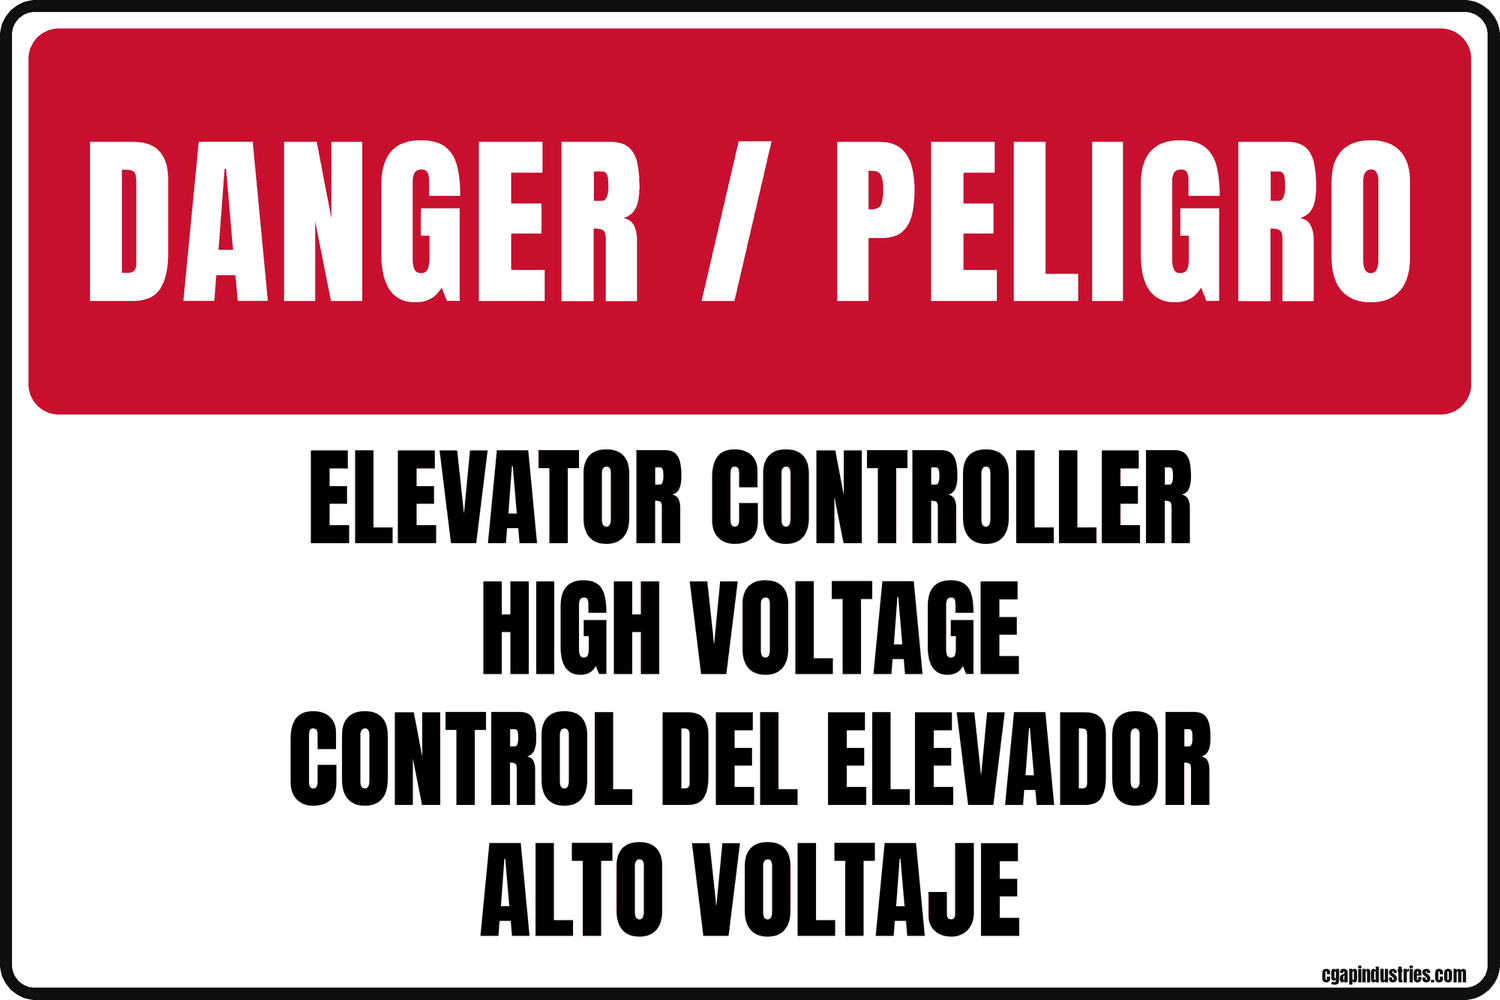 DANGER / PELIGRO
ELEVATOR CONTROLLER
HIGH VOLTAGE
CONTROL DEL ELEVADOR
ALTO VOLTAJE
cgapindustries.com